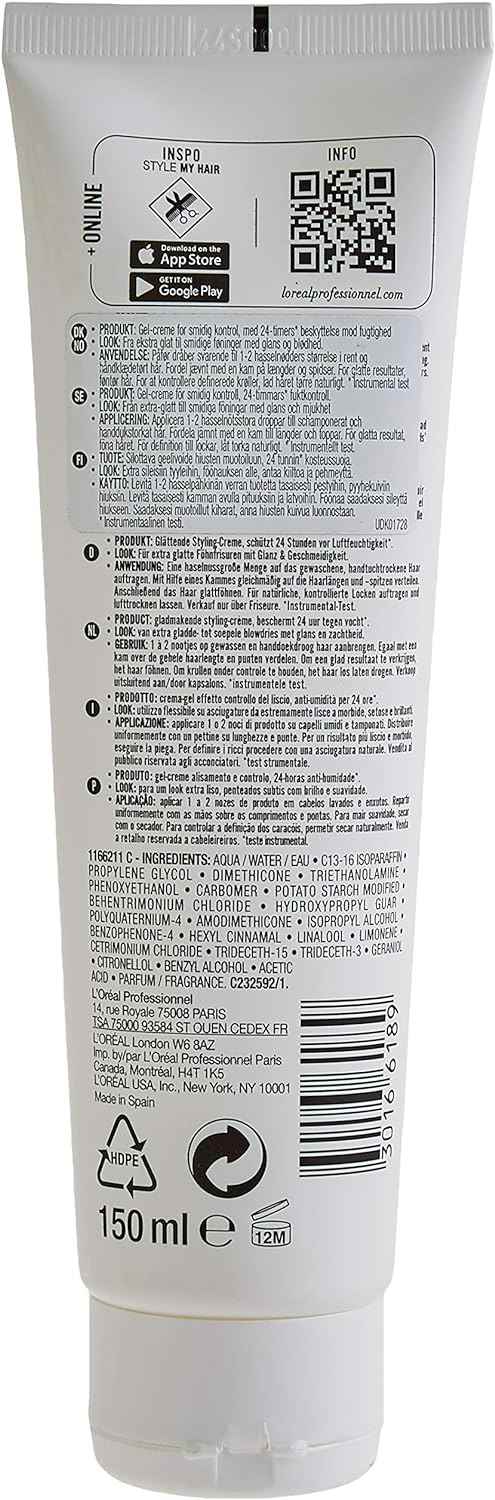 INSPO
STYLE MY HAIR
INFO
+ ONLINE
Download on the
App Store
GET IT ON
Google Play
lorealprofessionnel.com
DK
NO
• PRODUKT: Gel-creme for smidig kontrol, med 24-timers* beskyttelse mod fugtighed
• LOOK: Fra ekstra glat til smidige føninger med glans og blødhed.
• ANVENDELSE: Påfør dråber svarende til 1-2 hasselnødders størrelse i rent og
håndklædetørt hår. Fordel jævnt med en kam på længder og spidser. For glatte resultater,
føntør hår. For at kontrollere definerede krøller, lad håret tørre naturligt. * Instrumental test
SE
• PRODUKT: Gel-creme för smidig kontroll, 24-timmars* fuktkontroll.
• LOOK: Från extra-glatt till smidiga föningar med glans och mjukhet
• APPLICERING: Applicera 1-2 hasselnötsstora droppar till schamponerat och
handdukstorkat hår. Fördela jämnt med en kam till längder och toppar. För glatta resultat,
föna håret. För definition till lockar, låt torka naturligt. * Instrumentellt test.
FI
• TUOTE: Silottava geelivoide hiusten muotoiluun, 24 tunnin* kosteussuoja.
• LOOK: Extra sileisiin tyyleihin, föönauksen alle, antaa kiiltoa ja pehmeyttä.
• KÄYTTÖ: Levitä 1-2 hasselpähkinän verran tuotetta tasaisesti pestyihin, pyyhekuiviin
hiuksiin. Levitä tasaisesti kamman avulla pituuksiin ja latvoihin. Föönaa saadaksesi sileyttä
hiukseen. Saadaksesi muotoillut kiharat, anna hiusten kuivua luonnostaan.
* Instrumentaalinen testi.
UDK01728
D
• PRODUKT: Glättende Styling-Creme, schützt 24 Stunden vor Luftfeuchtigkeit*.
• LOOK: Für extra glatte Föhnfrisuren mit Glanz & Geschmeidigkeit.
• ANWENDUNG: Eine haselnussgroße Menge auf das gewaschene, handtuchtrockene Haar
auftragen. Mit Hilfe eines Kammes gleichmäßig auf die Haarlängen und -spitzen verteilen.
Anschließend das Haar glattföhnen. Für natürliche, kontrollierte Locken auftragen und
lufttrocknen lassen. Verkauf nur über Friseure. *Instrumental-Test.
NL
• PRODUCT: gladmakende styling-crème, beschermt 24 uur tegen vocht*.
• LOOK: van extra gladde- tot soepele blowdries met glans en zachtheid.
• GEBRUIK: 1 à 2 nootjes op gewassen en handdoekdroog haar aanbrengen. Egaal met een
kam over de gehele haarlengte en punten verdelen. Om een glad resultaat te verkrijgen,
het haar föhnen. Om krullen onder controle te houden, het haar los laten drogen. Verkoop
uitsluitend aan/door kapsalons. *instrumentele test.
I
• PRODOTTO: crema-gel effetto controllo del liscio, anti-umidità per 24 ore*.
• LOOK: utilizzo flessibile su asciugature da estremamente lisce a morbide, setose e brillanti.
• APPLICAZIONE: applicare 1 o 2 noci di prodotto su capelli umidi e tamponati. Distribuire
uniformemente con un pettine su lunghezze e punte. Per un risultato più liscio e morbido,
eseguire la piega. Per definire i ricci procedere con una asciugatura naturale. Vendita al
pubblico riservata agli acconciatori. *test strumentale.
P
• PRODUTO: gel-creme alisamento e controlo, 24-horas anti-humidade*.
• LOOK: para um look extra liso, penteados subtis com brilho e suavidade.
• APLICAÇÃO: aplicar 1 a 2 nozes de produto em cabelos lavados e enxutos. Repartir
uniformemente com as mãos sobre os comprimentos e pontas. Para mair suavidade, secar
com o secador. Para controlar a definição dos caracóis, permitir secar naturalmente. Venda
a retalho reservada a cabeleireiros. *teste instrumental.
1166211 C - INGREDIENTS: AQUA / WATER / EAU • C13-16 ISOPARAFFIN •
PROPYLENE GLYCOL • DIMETHICONE • TRIETHANOLAMINE •
PHENOXYETHANOL • CARBOMER • POTATO STARCH MODIFIED •
BEHENTRIMONIUM CHLORIDE • HYDROXYPROPYL GUAR •
POLYQUATERNIUM-4 • AMODIMETHICONE • ISOPROPYL ALCOHOL •
BENZOPHENONE-4 • HEXYL CINNAMAL • LINALOOL • LIMONENE •
CETRIMONIUM CHLORIDE • TRIDECETH-15 • TRIDECETH-3 • GERANIOL
• CITRONELLOL • BENZYL ALCOHOL • ACETIC
ACID • PARFUM / FRAGRANCE. C232592/1.
L'Oréal Professionnel
14, rue Royale 75008 PARIS
TSA 75000 93584 ST OUEN CEDEX FR
L'ORÉAL London W6 8AZ
Imp. by/par L'Oréal Professionnel Paris
Canada, Montréal, H4T 1K5
L'ORÉAL USA, Inc., New York, NY 10001
Made in Spain
3016 6189
HDPE
150 ml e
12M